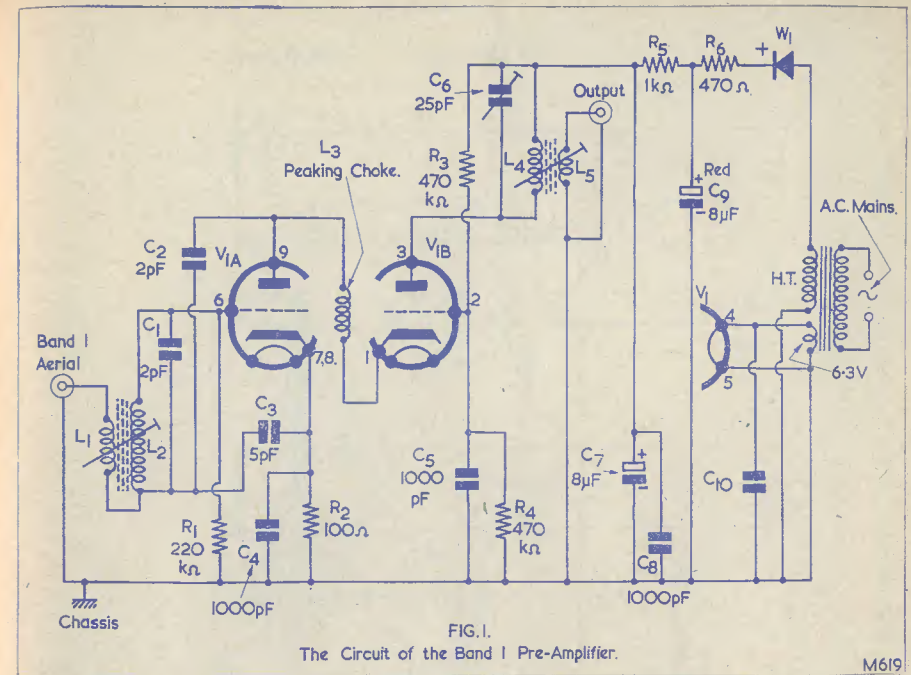 R5
1kΩ
R6
470Ω
+ W1
C6
25pF
Output
L3
Peaking Choke.
R3
470
kΩ
L4
L5
Red
+
C9
-8µF
A.C. Mains.
C2
2pF
V1A
9
3
V1B
6
2
H.T.
V1
4
5
6·3V
C1
2pF
Band I
Aerial
7,8.
1
L1
L2
C3
5pF
C5
1000
pF
C7
8µF
+
-
C10
R1
220
kΩ
C4
1000pF
R2
100Ω
R4
470
kΩ
C8
1000pF
Chassis
FIG.1.
The Circuit of the Band I Pre-Amplifier.
M619